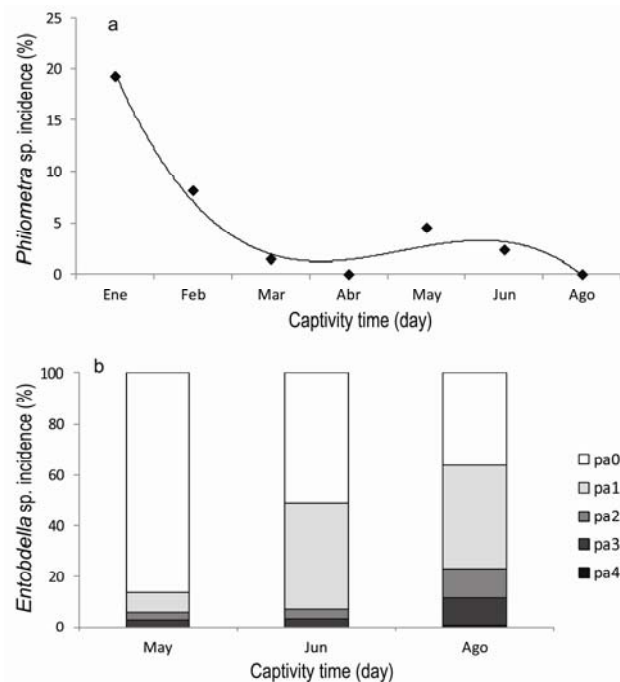 a
Philometra sp. incidence (%)
25
20
15
10
5
0
Ene Feb Mar Abr May Jun Ago
Captivity time (day)
b
Entobdella sp. incidence (%)
100
80
60
40
20
0
May Jun Ago
Captivity time (day)
pa0
pa1
pa2
pa3
pa4